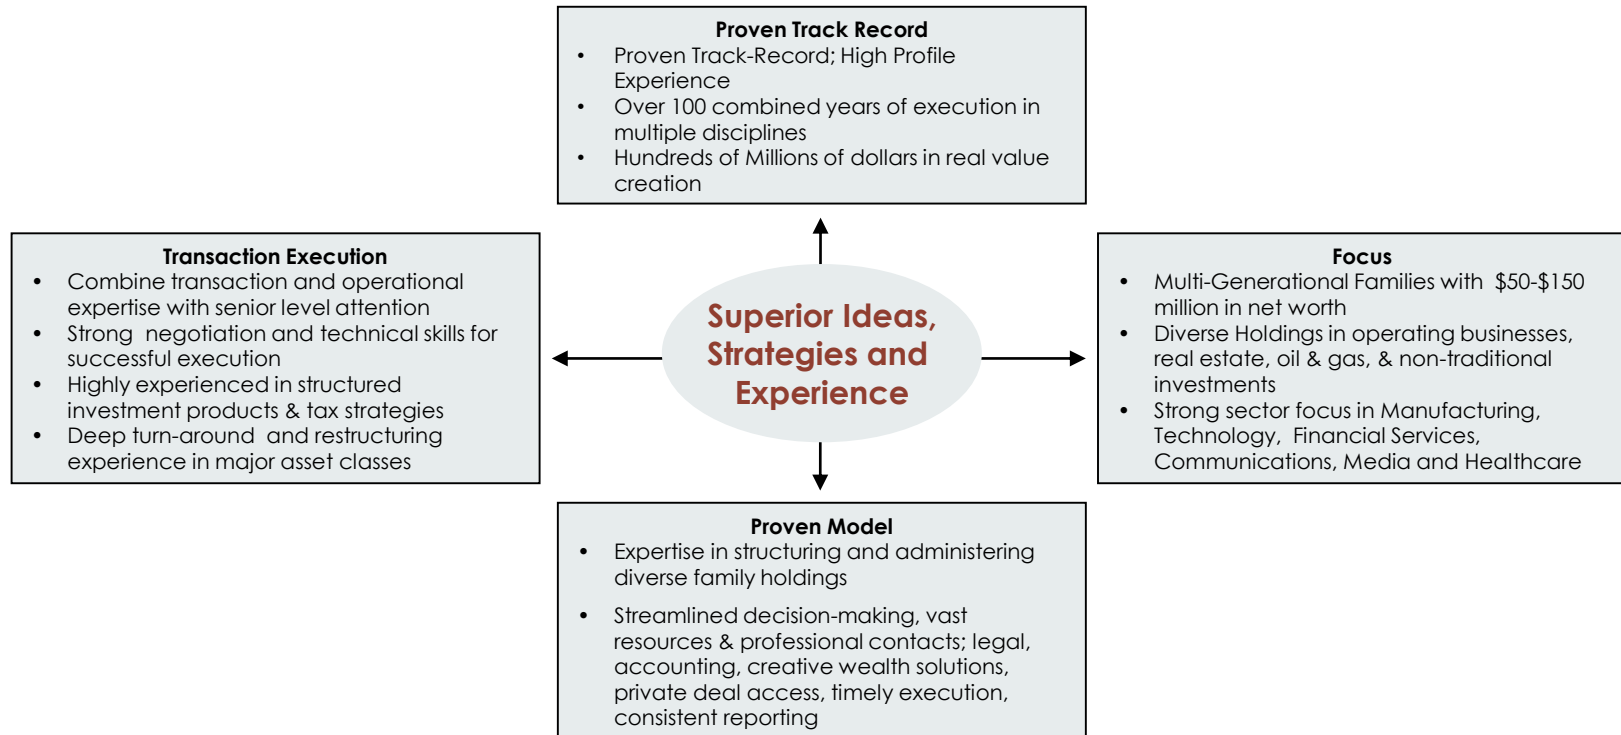 Proven Track Record
• Proven Track-Record; High Profile
Experience
• Over 100 combined years of execution in
multiple disciplines
• Hundreds of Millions of dollars in real value
creation
Transaction Execution
• Combine transaction and operational
expertise with senior level attention
• Strong negotiation and technical skills for
successful execution
• Highly experienced in structured
investment products & tax strategies
• Deep turn-around and restructuring
experience in major asset classes
Superior Ideas,
Strategies and
Experience
Focus
• Multi-Generational Families with $50-$150
million in net worth
• Diverse Holdings in operating businesses,
real estate, oil & gas, & non-traditional
investments
• Strong sector focus in Manufacturing,
Technology, Financial Services,
Communications, Media and Healthcare
Proven Model
• Expertise in structuring and administering
diverse family holdings
• Streamlined decision-making, vast
resources & professional contacts; legal,
accounting, creative wealth solutions,
private deal access, timely execution,
consistent reporting